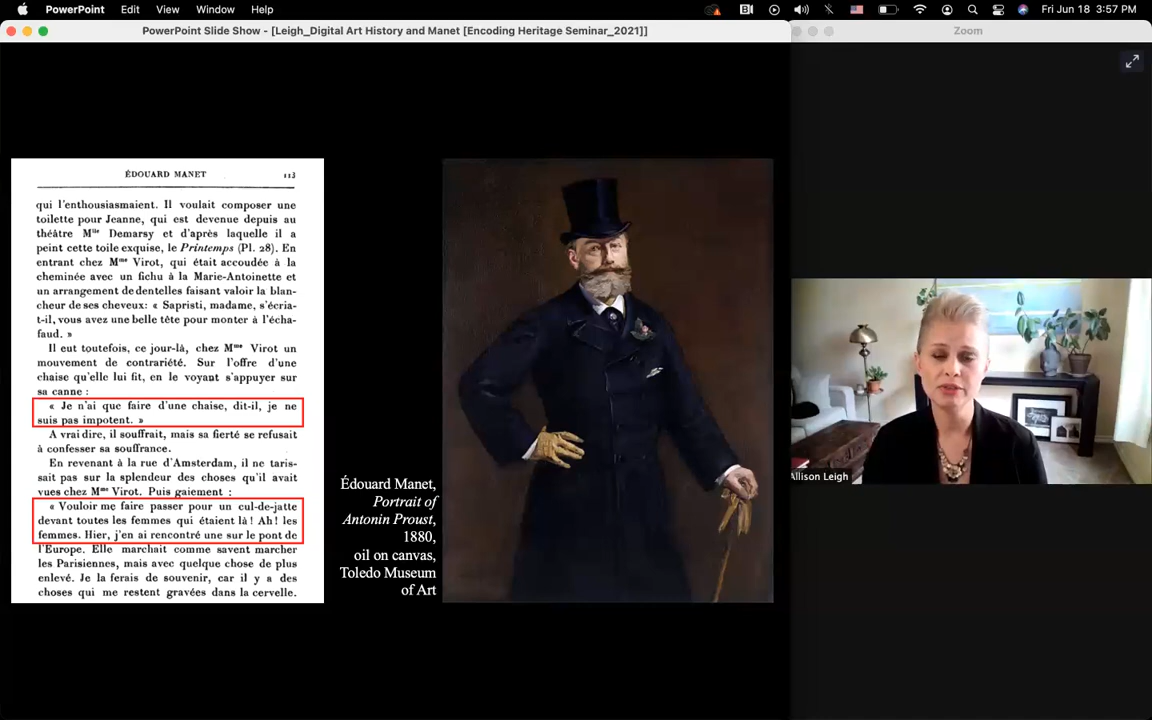 PowerPoint Edit View Window Help
Fri Jun 18 3:57 PM
PowerPoint Slide Show - [Leigh_Digital Art History and Manet [Encoding Heritage Seminar_2021]]
Zoom
ÉDOUARD MANET 113
qui l'enthousiasmaient. Il voulait composer une
toilette pour Jeanne, qui est devenue depuis au
théâtre Mlle Demarsy et d'après laquelle il a
peint cette toile exquise, le Printemps (Pl. 28). En
entrant chez Mme Virot, qui était accoudée à la
cheminée avec un fichu à la Marie-Antoinette et
un arrangement de dentelles faisant valoir la blan-
cheur de ses cheveux: « Sapristi, madame, s'écria-
t-il, vous avez une belle tête pour monter à l'écha-
faud. »
Il eut toutefois, ce jour-là, chez Mme Virot un
mouvement de contrariété. Sur l'offre d'une
chaise qu'elle lui fit, en le voyant s'appuyer sur
sa canne :
« Je n'ai que faire d'une chaise, dit-il, je ne
suis pas impotent. »
A vrai dire, il souffrait, mais sa fierté se refusait
à confesser sa souffrance.
En revenant à la rue d'Amsterdam, il ne taris-
sait pas sur la splendeur des choses qu'il avait
vues chez Mme Virot. Puis gaiement :
« Vouloir me faire passer pour un cul-de-jatte
devant toutes les femmes qui étaient là ! Ah ! les
femmes. Hier, j'en ai rencontré une sur le pont de
l'Europe. Elle marchait comme savent marcher
les Parisiennes, mais avec quelque chose de plus
enlevé. Je la ferais de souvenir, car il y a des
choses qui me restent gravées dans la cervelle.
Édouard Manet,
Portrait of
Antonin Proust,
1880,
oil on canvas,
Toledo Museum
of Art
Allison Leigh